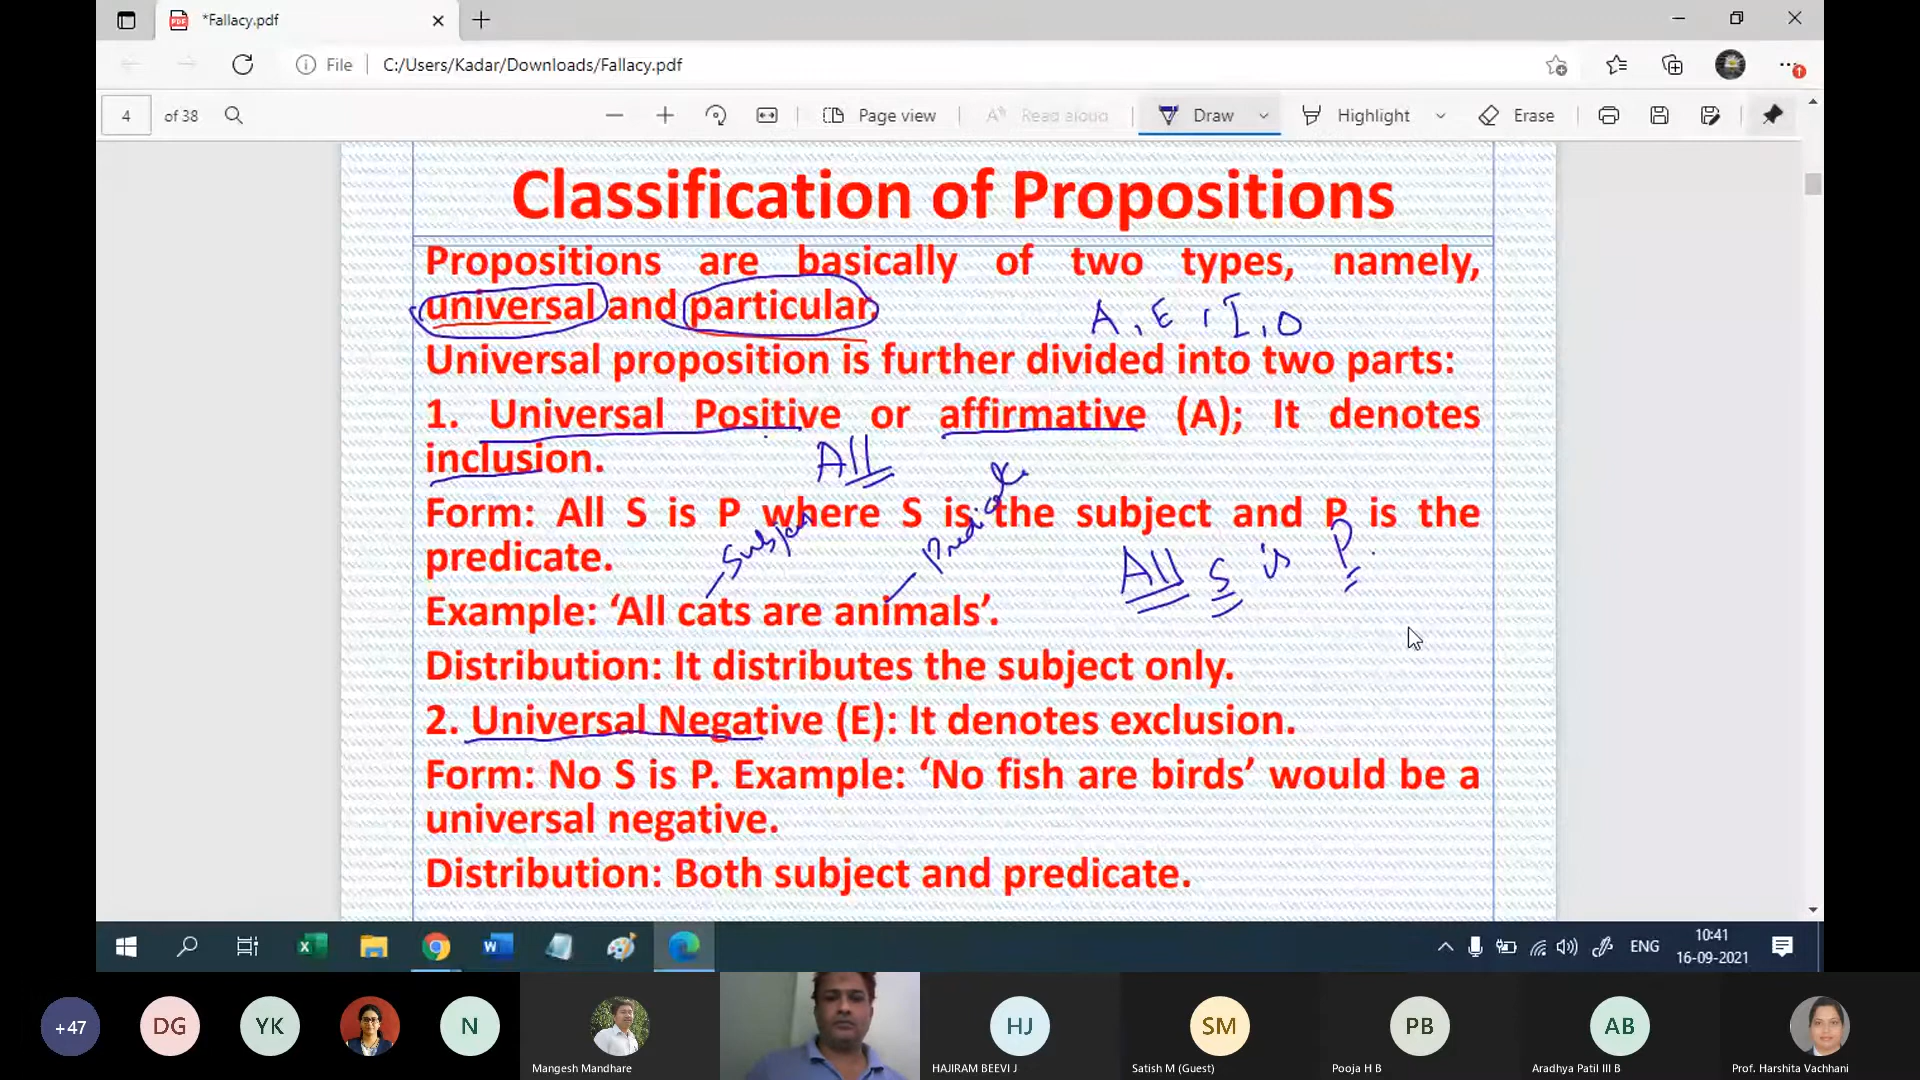 *Fallacy.pdf
File
C:/Users/Kadar/Downloads/Fallacy.pdf
4 of 38
Page view
Read aloud
Draw
Highlight
Erase
Classification of Propositions
Propositions are basically of two types, namely,
universal and particular.
A, E, I, O
Universal proposition is further divided into two parts:
1. Universal Positive or affirmative (A); It denotes
inclusion.
All
Form: All S is P where S is the subject and P is the
predicate.
Subject
Predicate
All S is P.
Example: ‘All cats are animals’.
Distribution: It distributes the subject only.
2. Universal Negative (E): It denotes exclusion.
Form: No S is P. Example: ‘No fish are birds’ would be a
universal negative.
Distribution: Both subject and predicate.
ENG
10:41
16-09-2021
+47
DG
YK
N
HJ
SM
PB
AB
Mangesh Mandhare
HAJIRAM BEEVI J
Satish M (Guest)
Pooja H B
Aradhya Patil III B
Prof. Harshita Vachhani